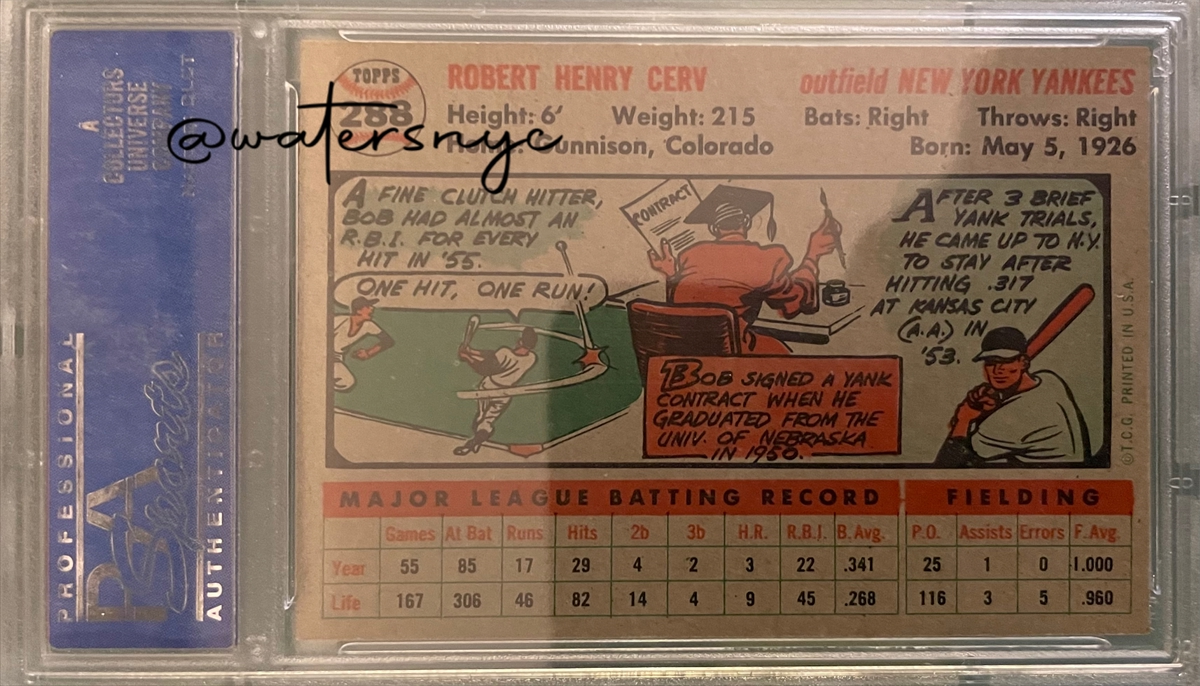 A
COLLECTORS
UNIVERSE
COMPANY
PROFESSIONAL
PSA
Sports
AUTHENTICATOR
@watersnyc
TOPPS
288
ROBERT HENRY CERV
outfield NEW YORK YANKEES
Height: 6' Weight: 215 Bats: Right Throws: Right
Gunnison, Colorado Born: May 5, 1926
A FINE CLUTCH HITTER,
BOB HAD ALMOST AN
R.B.I. FOR EVERY
HIT IN '55.
ONE HIT, ONE RUN!
CONTRACT
BOB SIGNED A YANK
CONTRACT WHEN HE
GRADUATED FROM THE
UNIV. OF NEBRASKA
IN 1950.
AFTER 3 BRIEF
YANK TRIALS,
HE CAME UP TO N.Y.
TO STAY AFTER
HITTING .317
AT KANSAS CITY
(A.A.) IN
'53.
©T.C.G. PRINTED IN U.S.A.
MAJOR LEAGUE BATTING RECORD FIELDING
Games At Bat Runs Hits 2b 3b H.R. R.B.I. B. Avg. P.O. Assists Errors F. Avg
Year 55 85 17 29 4 2 3 22 .341 25 1 0 1.000
Life 167 306 46 82 14 4 9 45 .268 116 3 5 .960